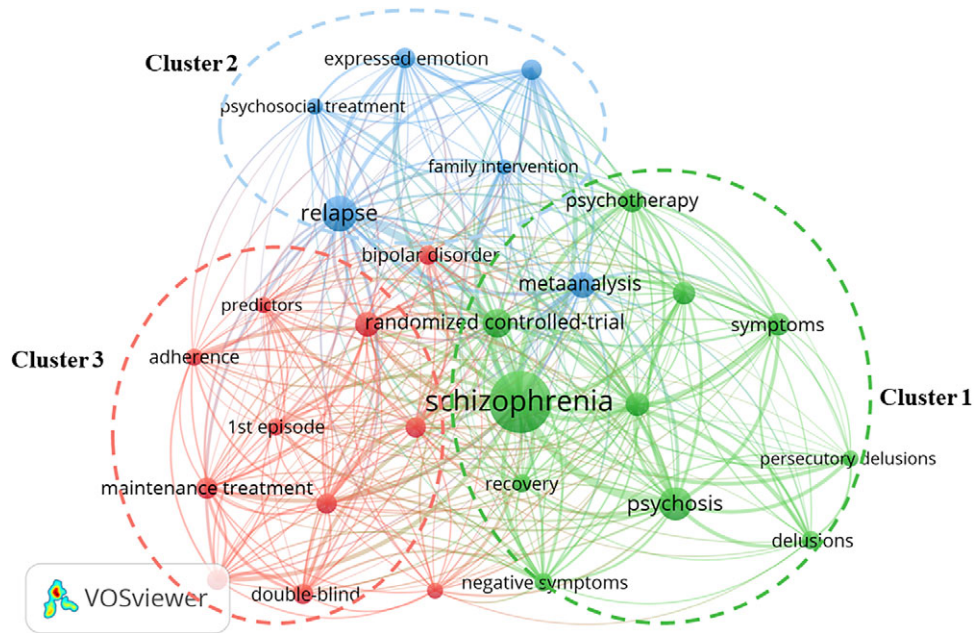 Cluster 2
expressed emotion
psychosocial treatment
family intervention
relapse
psychotherapy
bipolar disorder
metaanalysis
predictors
randomized controlled-trial
symptoms
Cluster 3
adherence
schizophrenia
Cluster 1
1st episode
persecutory delusions
maintenance treatment
recovery
psychosis
delusions
negative symptoms
double-blind
VOSviewer